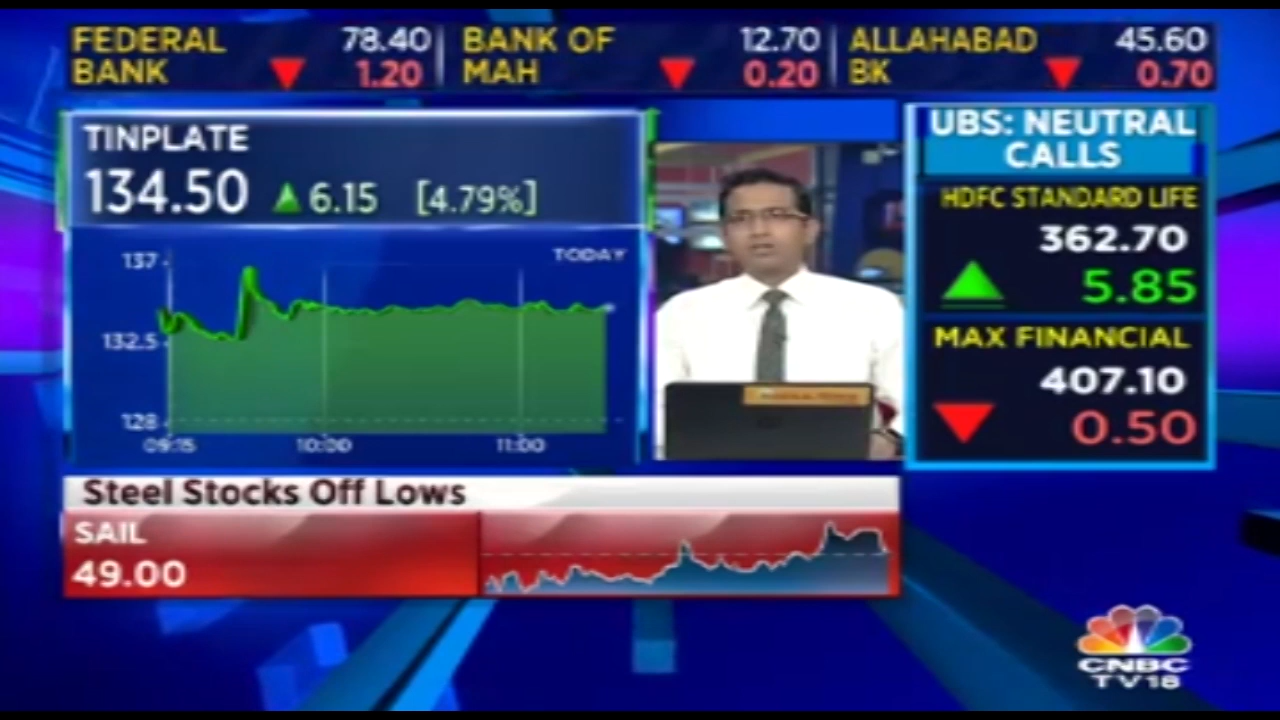 FEDERAL BANK 78.40 1.20
BANK OF MAH 12.70 0.20
ALLAHABAD BK 45.60 0.70
TINPLATE
134.50 6.15 [4.79%]
TODAY
137
132.5
128
09:15 10:00 11:00
UBS: NEUTRAL
CALLS
HDFC STANDARD LIFE
362.70
5.85
MAX FINANCIAL
407.10
0.50
Steel Stocks Off Lows
SAIL
49.00
CNBC
TV18